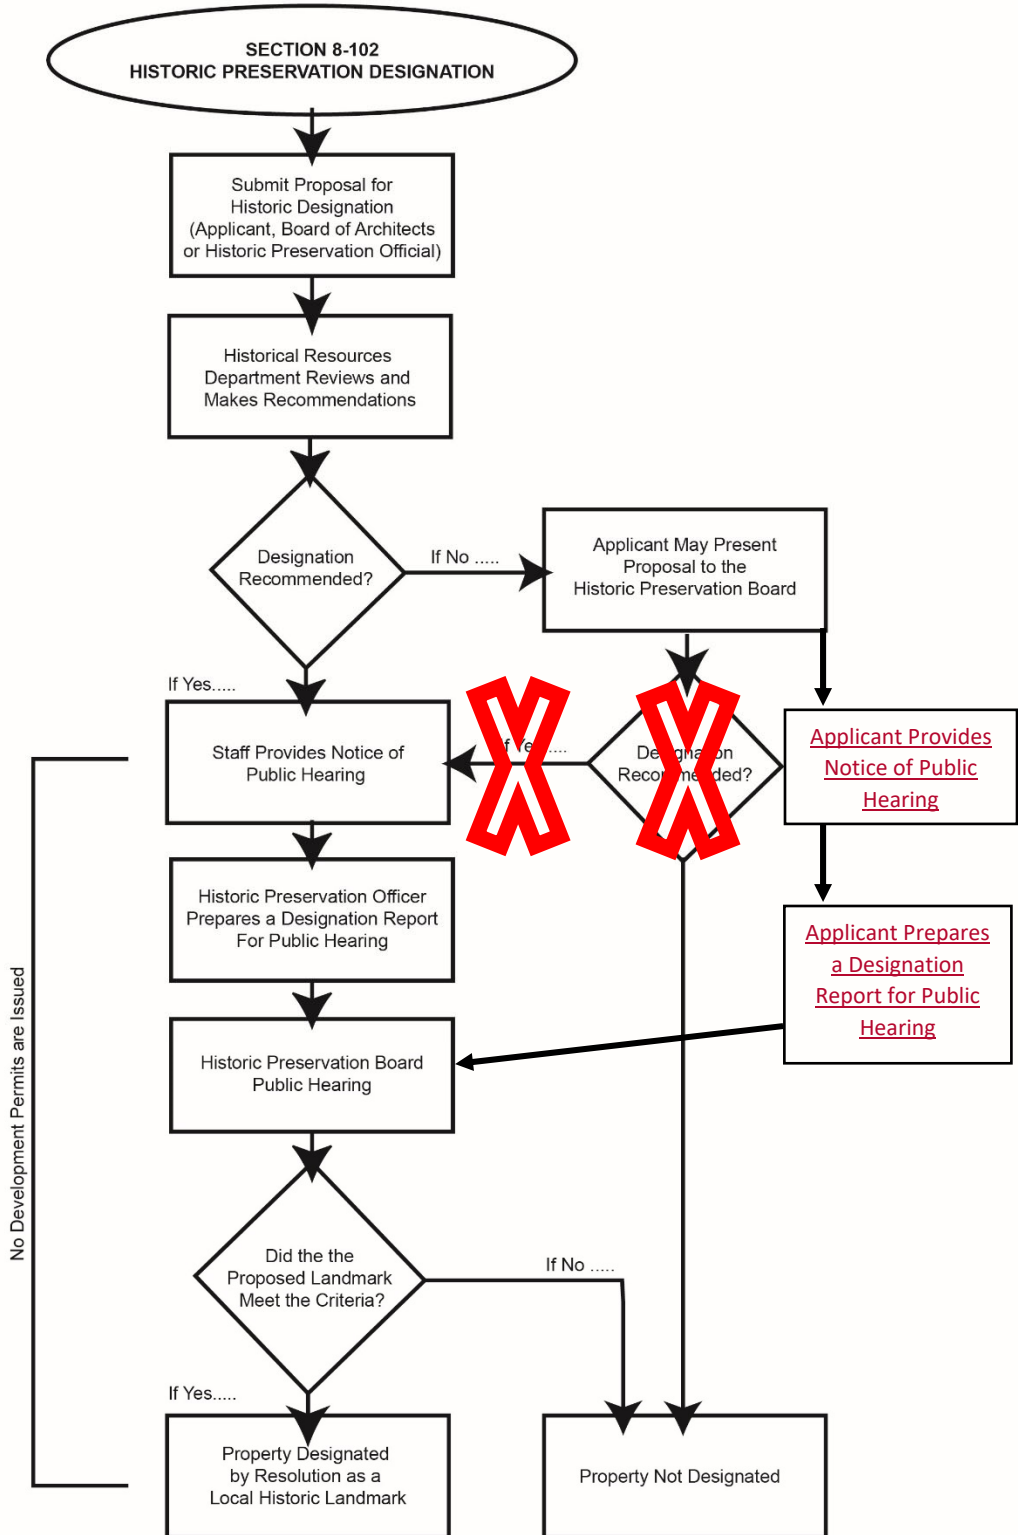 SECTION 8-102
HISTORIC PRESERVATION DESIGNATION
Submit Proposal for
Historic Designation
(Applicant, Board of Architects
or Historic Preservation Official)
Historical Resources
Department Reviews and
Makes Recommendations
Designation
Recommended?
If No .....
Applicant May Present
Proposal to the
Historic Preservation Board
If Yes.....
Staff Provides Notice of
Public Hearing
If Yes.....
Designation
Recommended?
Applicant Provides
Notice of Public
Hearing
Historic Preservation Officer
Prepares a Designation Report
For Public Hearing
Applicant Prepares
a Designation
Report for Public
Hearing
Historic Preservation Board
Public Hearing
No Development Permits are Issued
Did the the
Proposed Landmark
Meet the Criteria?
If No .....
If Yes.....
Property Designated
by Resolution as a
Local Historic Landmark
Property Not Designated